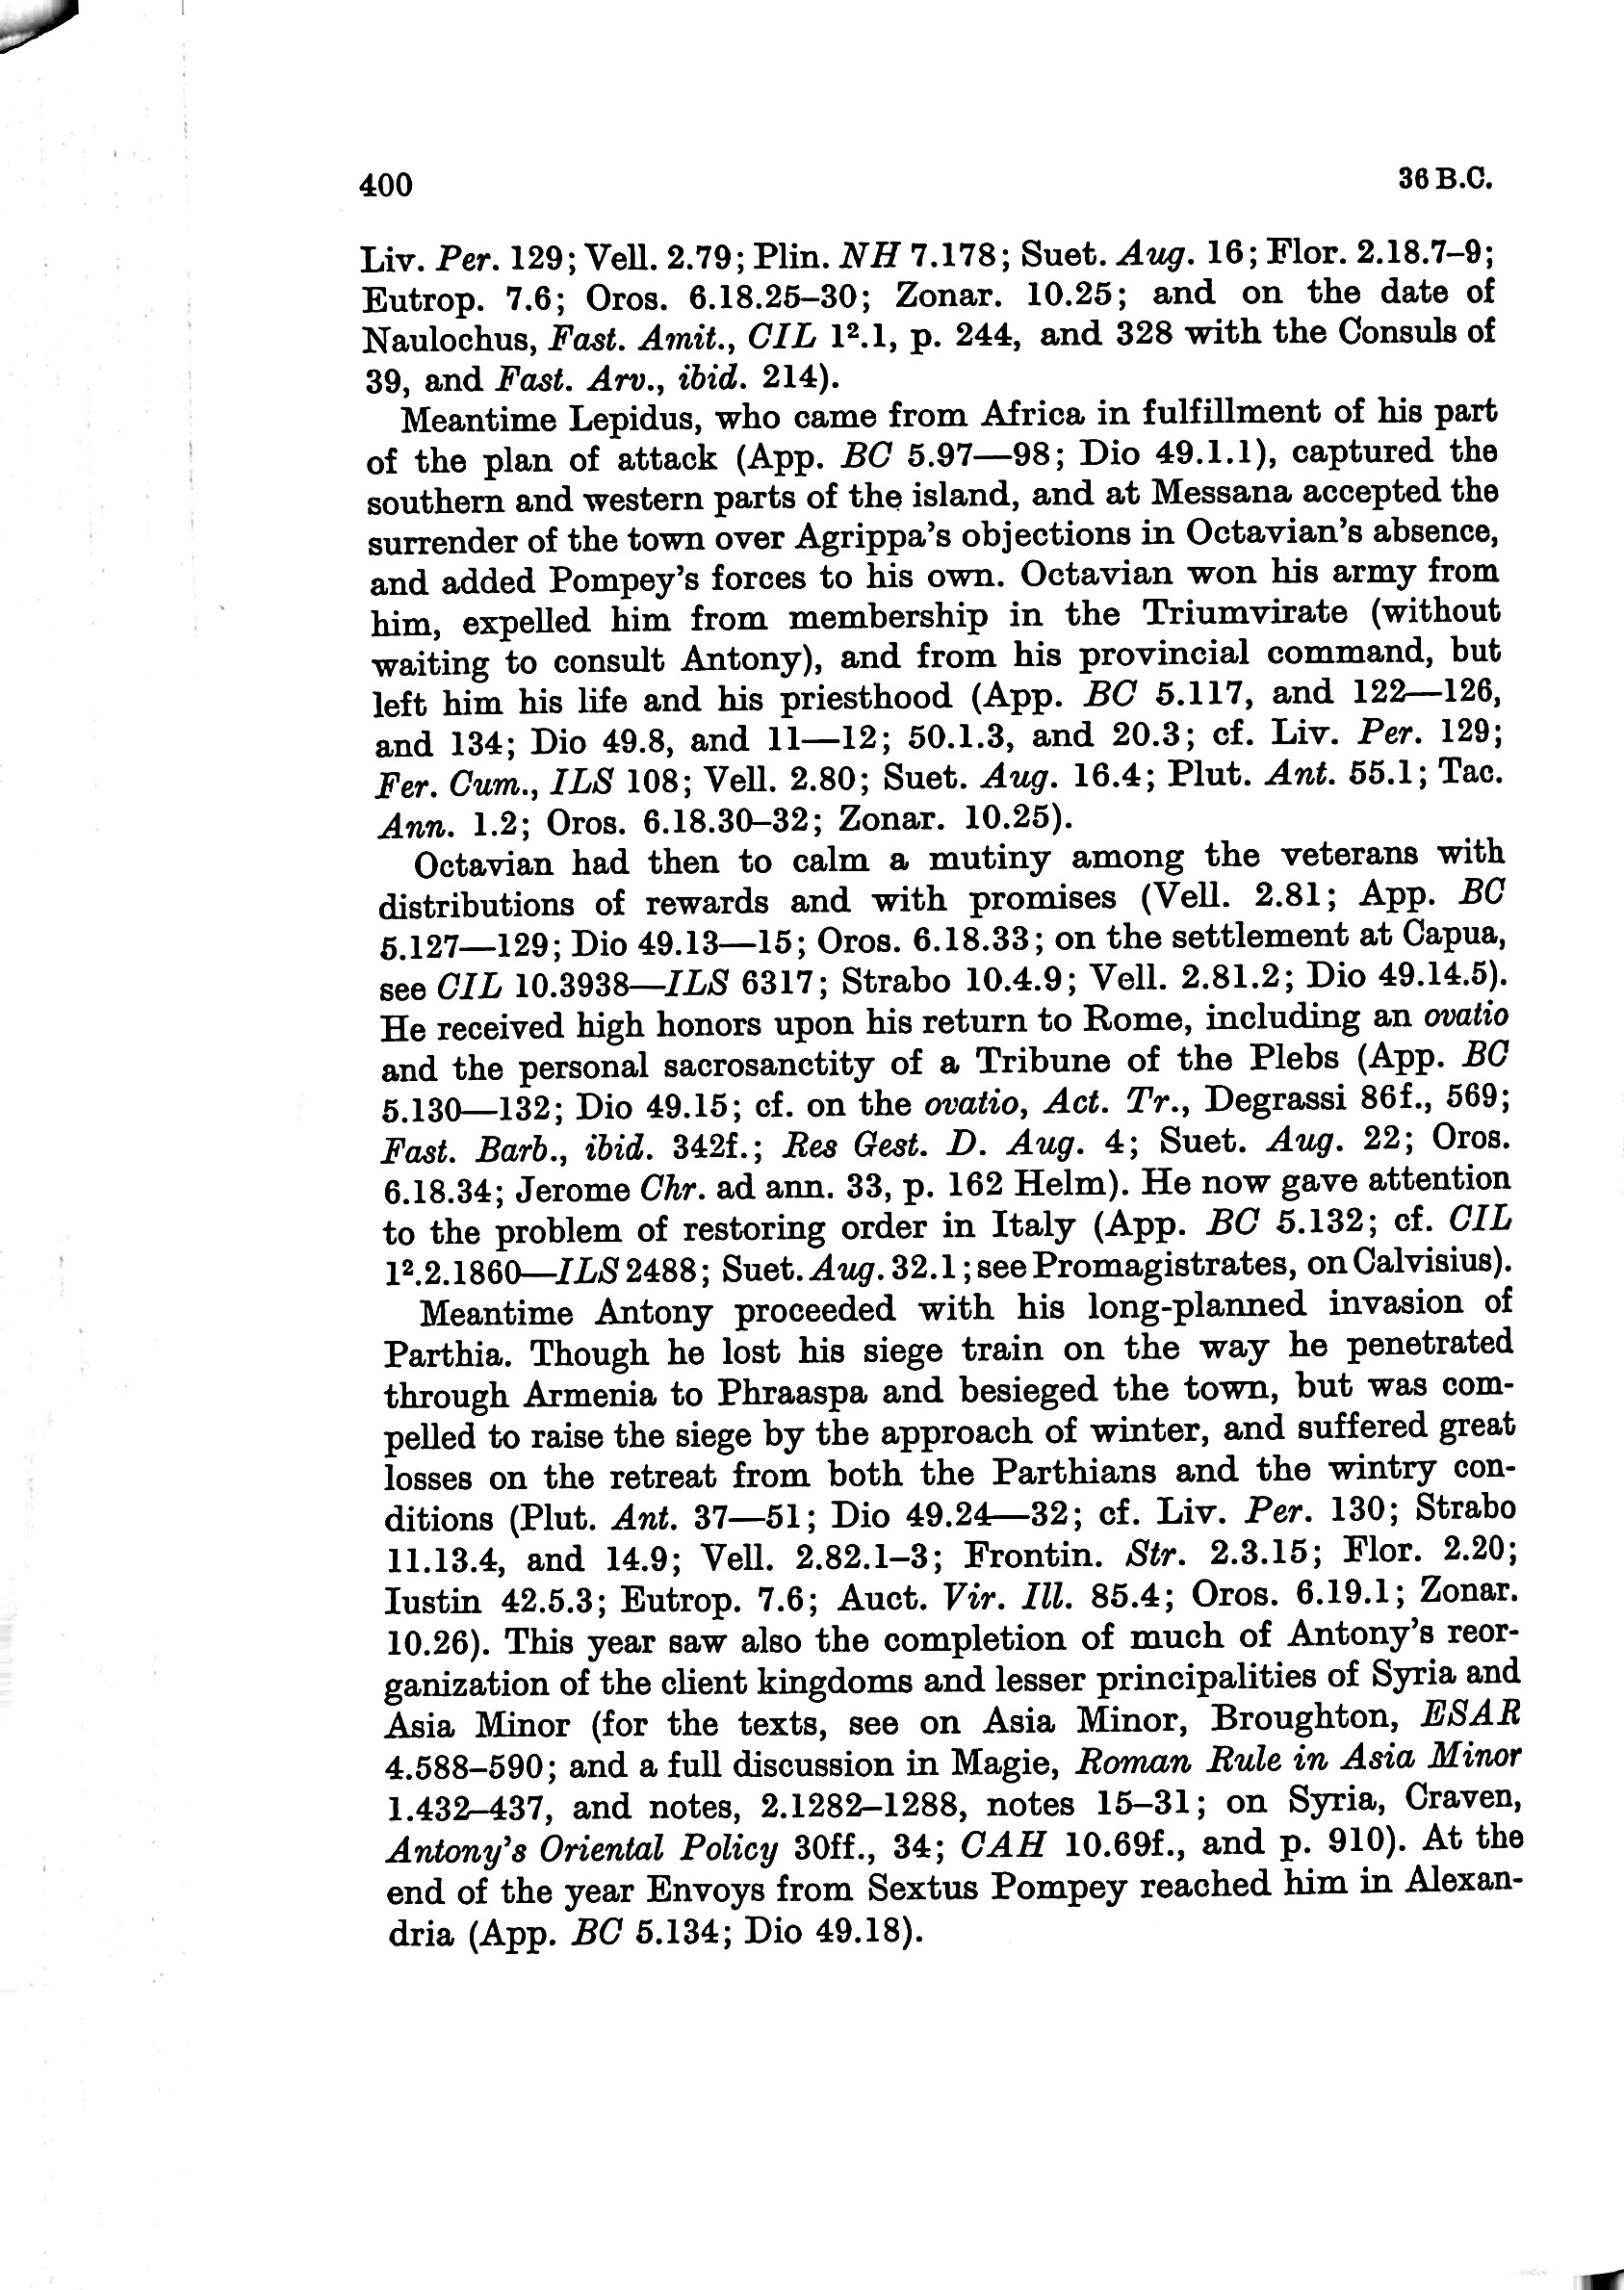 400 36 B.C.
Liv. Per. 129; Vell. 2.79; Plin. NH 7.178; Suet. Aug. 16; Flor. 2.18.7–9;
Eutrop. 7.6; Oros. 6.18.25–30; Zonar. 10.25; and on the date of
Naulochus, Fast. Amit., CIL 1².1, p. 244, and 328 with the Consuls of
39, and Fast. Arv., ibid. 214).
Meantime Lepidus, who came from Africa in fulfillment of his part
of the plan of attack (App. BC 5.97—98; Dio 49.1.1), captured the
southern and western parts of the island, and at Messana accepted the
surrender of the town over Agrippa's objections in Octavian's absence,
and added Pompey's forces to his own. Octavian won his army from
him, expelled him from membership in the Triumvirate (without
waiting to consult Antony), and from his provincial command, but
left him his life and his priesthood (App. BC 5.117, and 122—126,
and 134; Dio 49.8, and 11—12; 50.1.3, and 20.3; cf. Liv. Per. 129;
Fer. Cum., ILS 108; Vell. 2.80; Suet. Aug. 16.4; Plut. Ant. 55.1; Tac.
Ann. 1.2; Oros. 6.18.30–32; Zonar. 10.25).
Octavian had then to calm a mutiny among the veterans with
distributions of rewards and with promises (Vell. 2.81; App. BC
5.127—129; Dio 49.13—15; Oros. 6.18.33; on the settlement at Capua,
see CIL 10.3938—ILS 6317; Strabo 10.4.9; Vell. 2.81.2; Dio 49.14.5).
He received high honors upon his return to Rome, including an ovatio
and the personal sacrosanctity of a Tribune of the Plebs (App. BC
5.130—132; Dio 49.15; cf. on the ovatio, Act. Tr., Degrassi 86f., 569;
Fast. Barb., ibid. 342f.; Res Gest. D. Aug. 4; Suet. Aug. 22; Oros.
6.18.34; Jerome Chr. ad ann. 33, p. 162 Helm). He now gave attention
to the problem of restoring order in Italy (App. BC 5.132; cf. CIL
1².2.1860—ILS 2488; Suet. Aug. 32.1; see Promagistrates, on Calvisius).
Meantime Antony proceeded with his long-planned invasion of
Parthia. Though he lost his siege train on the way he penetrated
through Armenia to Phraaspa and besieged the town, but was com-
pelled to raise the siege by the approach of winter, and suffered great
losses on the retreat from both the Parthians and the wintry con-
ditions (Plut. Ant. 37—51; Dio 49.24—32; cf. Liv. Per. 130; Strabo
11.13.4, and 14.9; Vell. 2.82.1–3; Frontin. Str. 2.3.15; Flor. 2.20;
Iustin 42.5.3; Eutrop. 7.6; Auct. Vir. Ill. 85.4; Oros. 6.19.1; Zonar.
10.26). This year saw also the completion of much of Antony's reor-
ganization of the client kingdoms and lesser principalities of Syria and
Asia Minor (for the texts, see on Asia Minor, Broughton, ESAR
4.588–590; and a full discussion in Magie, Roman Rule in Asia Minor
1.432–437, and notes, 2.1282–1288, notes 15–31; on Syria, Craven,
Antony's Oriental Policy 30ff., 34; CAH 10.69f., and p. 910). At the
end of the year Envoys from Sextus Pompey reached him in Alexan-
dria (App. BC 5.134; Dio 49.18).